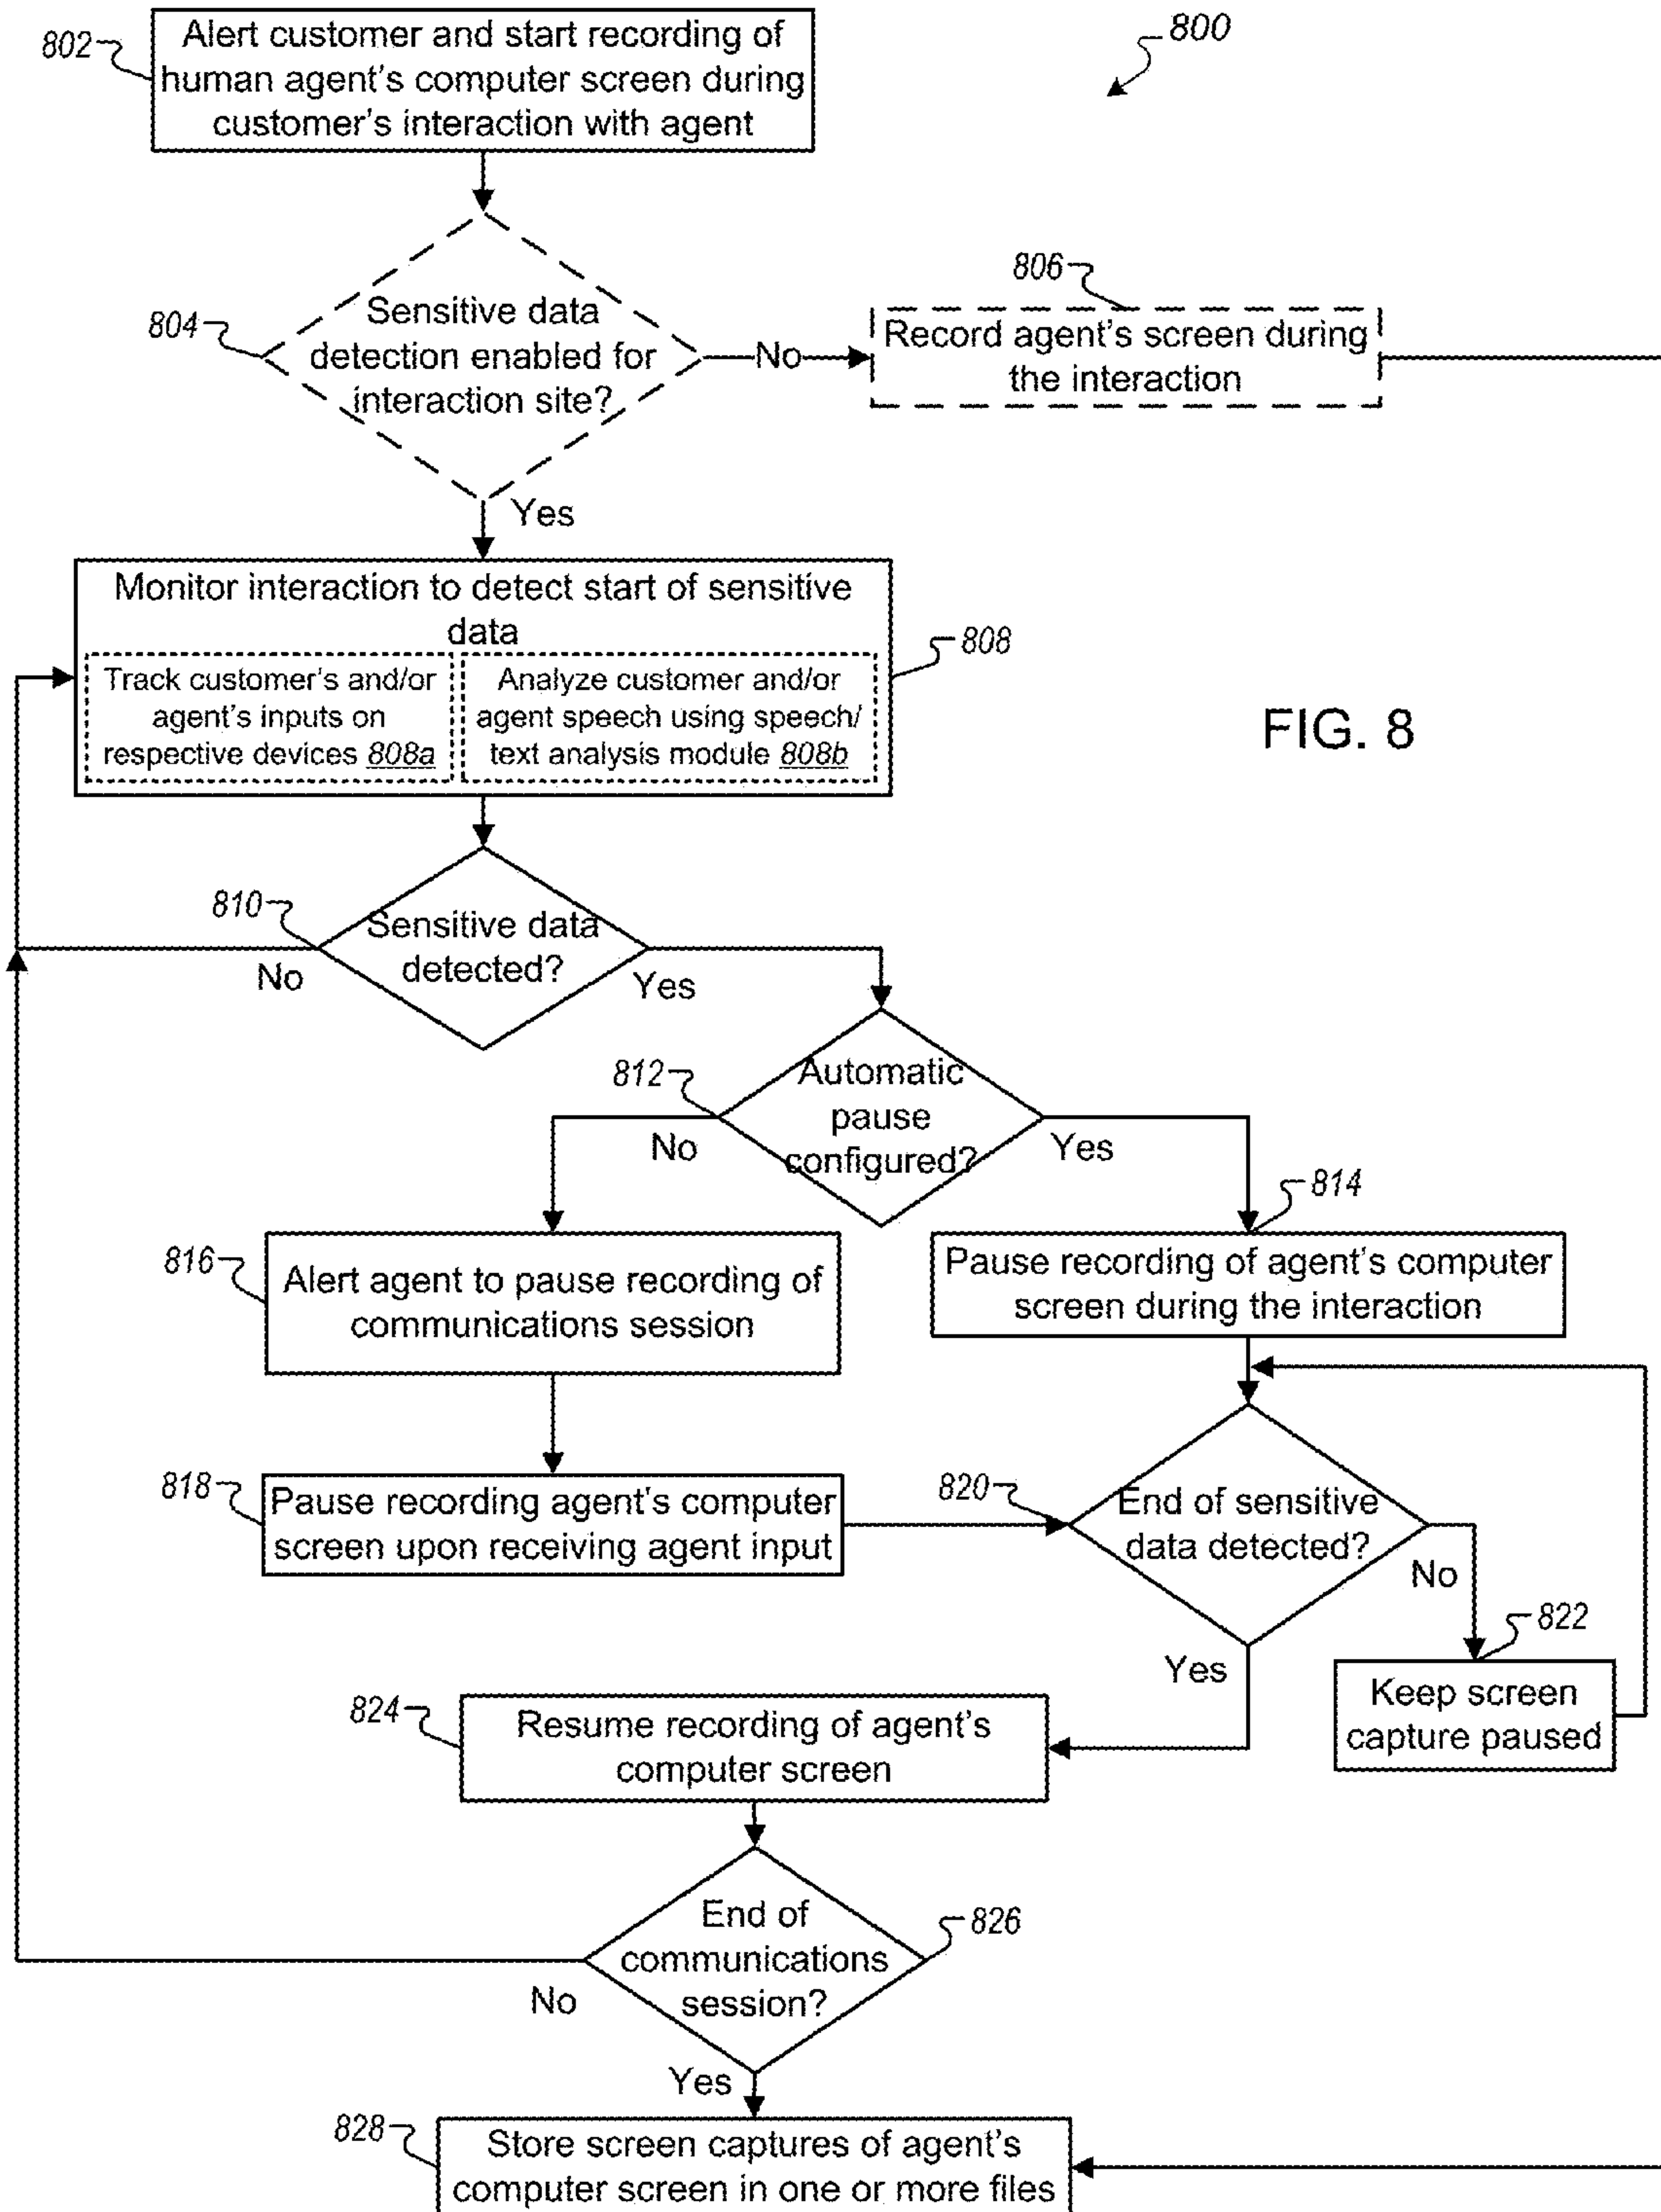 800
802
Alert customer and start recording of
human agent's computer screen during
customer's interaction with agent
804
Sensitive data
detection enabled for
interaction site?
No
806
Record agent's screen during
the interaction
Yes
Monitor interaction to detect start of sensitive
data
808
Track customer's and/or
agent's inputs on
respective devices 808a
Analyze customer and/or
agent speech using speech/
text analysis module 808b
FIG. 8
810
Sensitive data
detected?
No
Yes
812
Automatic
pause
configured?
No
Yes
814
816
Alert agent to pause recording of
communications session
Pause recording of agent's computer
screen during the interaction
818
Pause recording agent's computer
screen upon receiving agent input
820
End of sensitive
data detected?
No
Yes
822
Keep screen
capture paused
824
Resume recording of agent's
computer screen
End of
communications
session?
826
No
Yes
828
Store screen captures of agent's
computer screen in one or more files